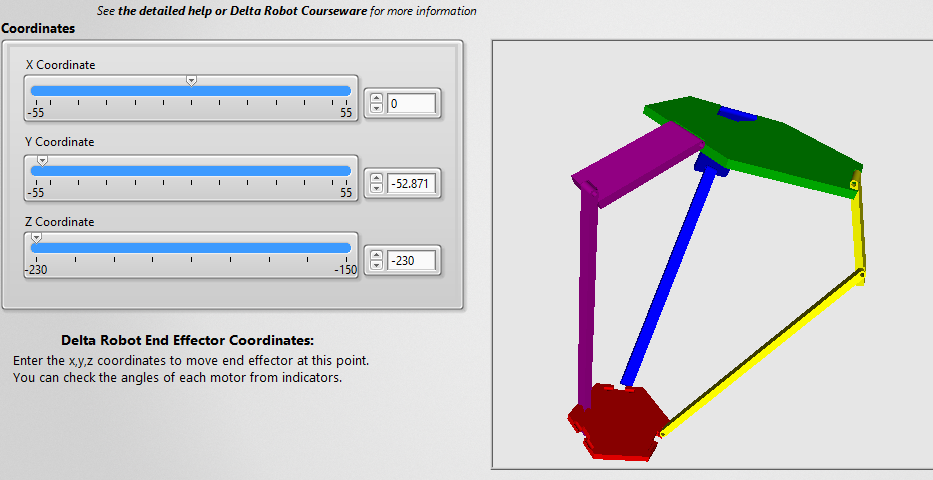 See the detailed help or Delta Robot Courseware for more information
Coordinates
X Coordinate
-55 55
0
Y Coordinate
-55 55
-52.871
Z Coordinate
-230 -150
-230
Delta Robot End Effector Coordinates:
Enter the x,y,z coordinates to move end effector at this point.
You can check the angles of each motor from indicators.